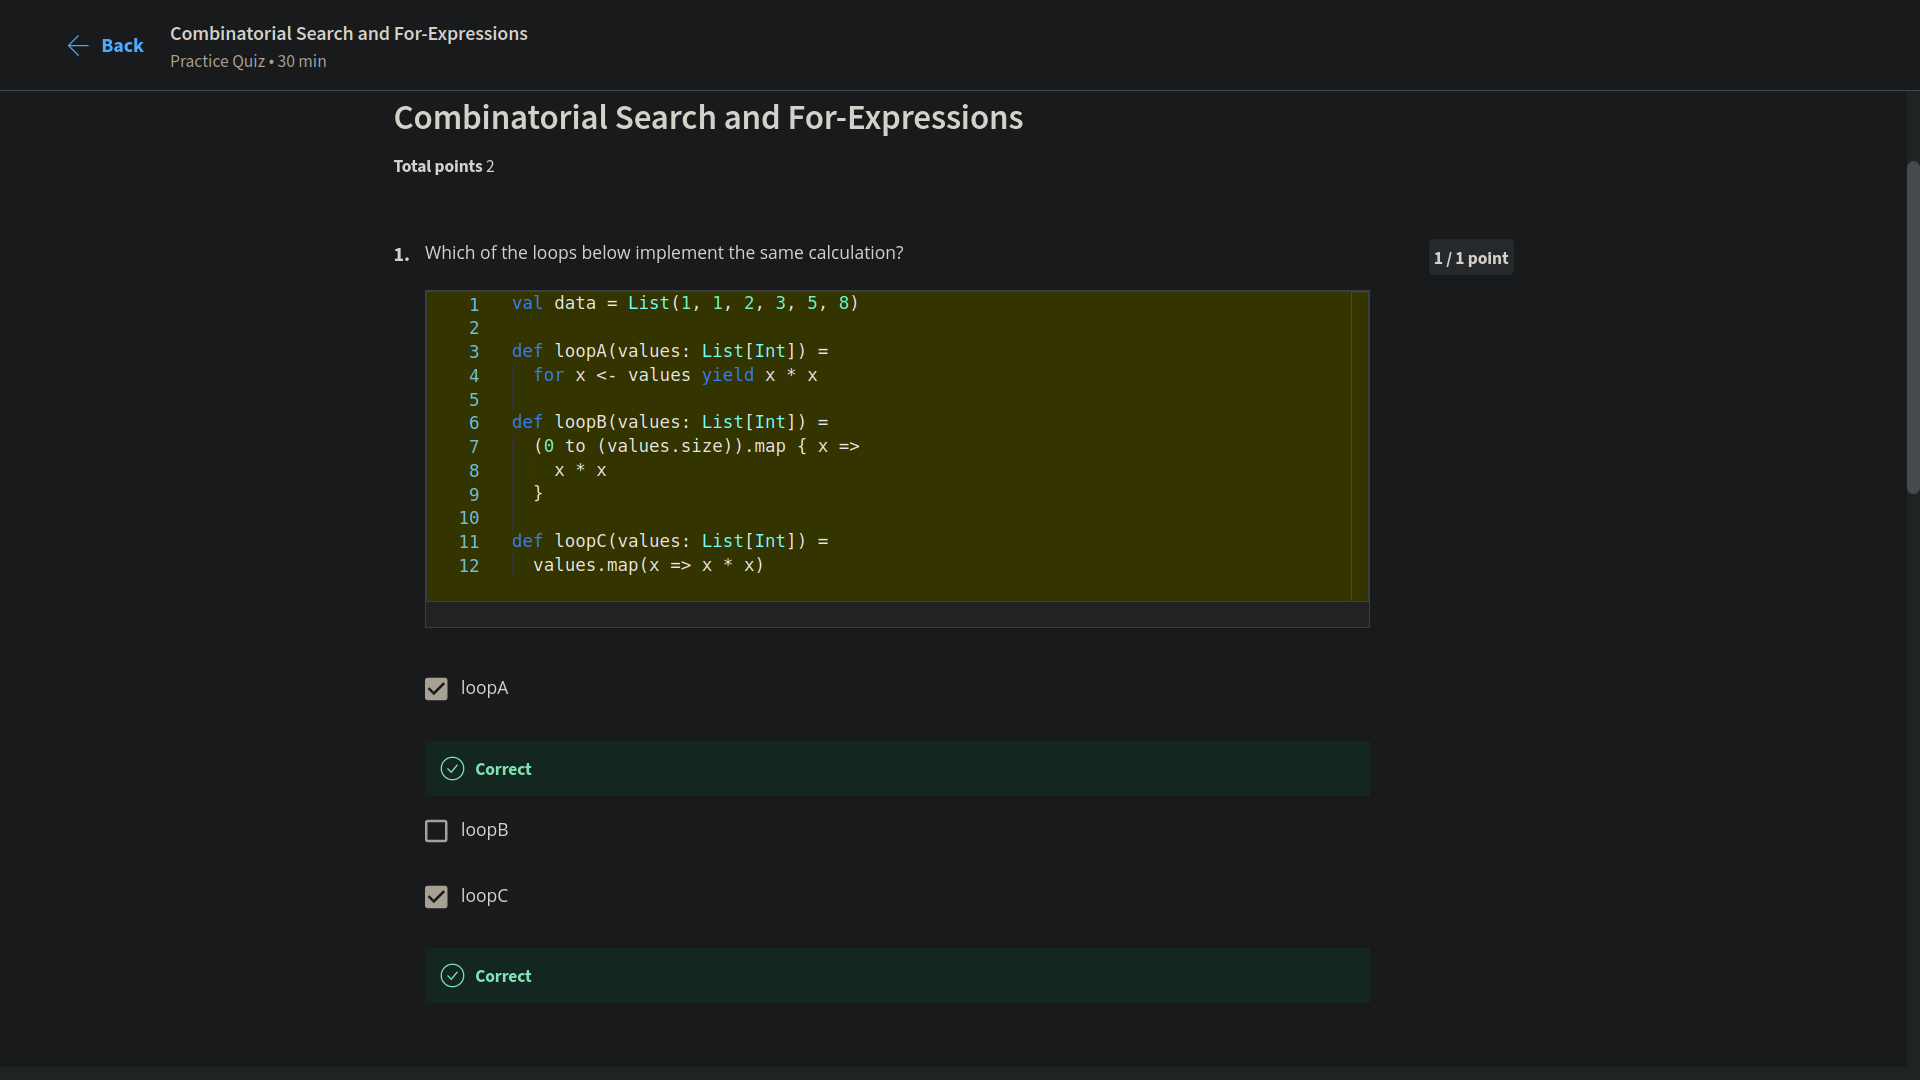 Back
Combinatorial Search and For-Expressions
Practice Quiz • 30 min
Combinatorial Search and For-Expressions
Total points 2
1. Which of the loops below implement the same calculation?
1 / 1 point
1 val data = List(1, 1, 2, 3, 5, 8)
2
3 def loopA(values: List[Int]) =
4   for x <- values yield x * x
5
6 def loopB(values: List[Int]) =
7   (0 to (values.size)).map { x =>
8     x * x
9   }
10
11 def loopC(values: List[Int]) =
12   values.map(x => x * x)
loopA
Correct
loopB
loopC
Correct